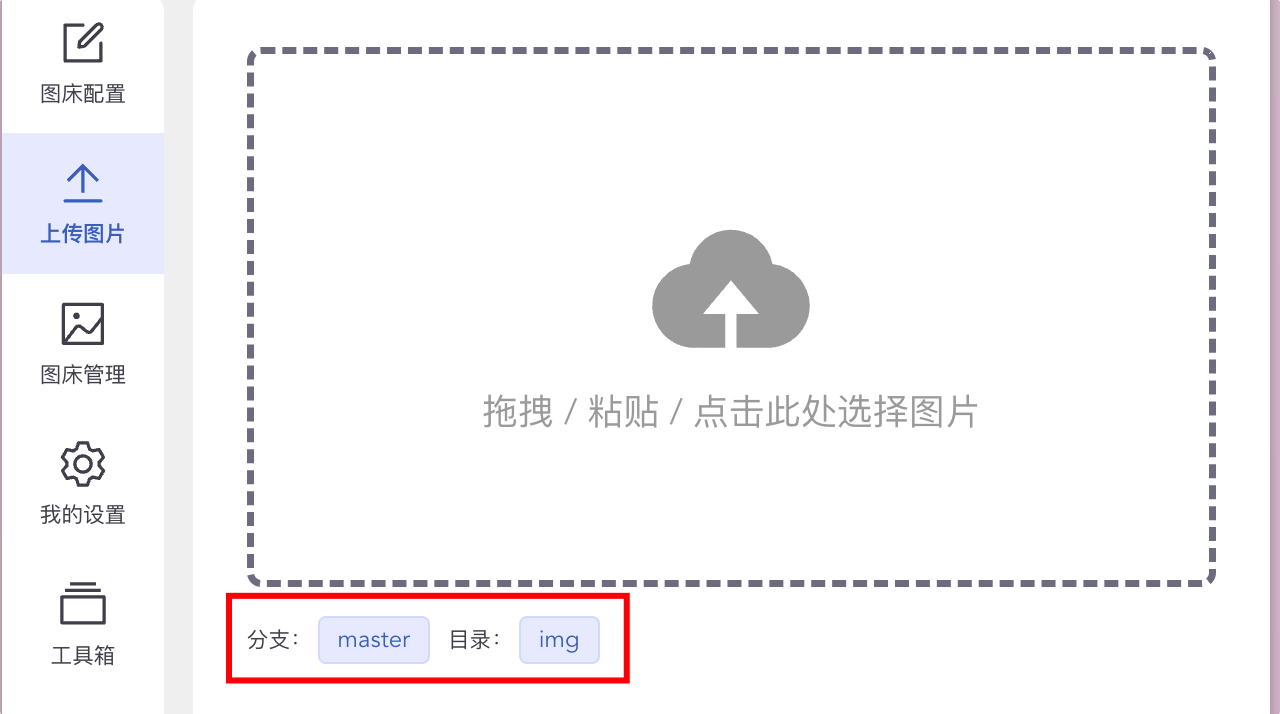 图床配置
上传图片
图床管理
我的设置
工具箱
拖拽 / 粘贴 / 点击此处选择图片
分支： master 目录： img